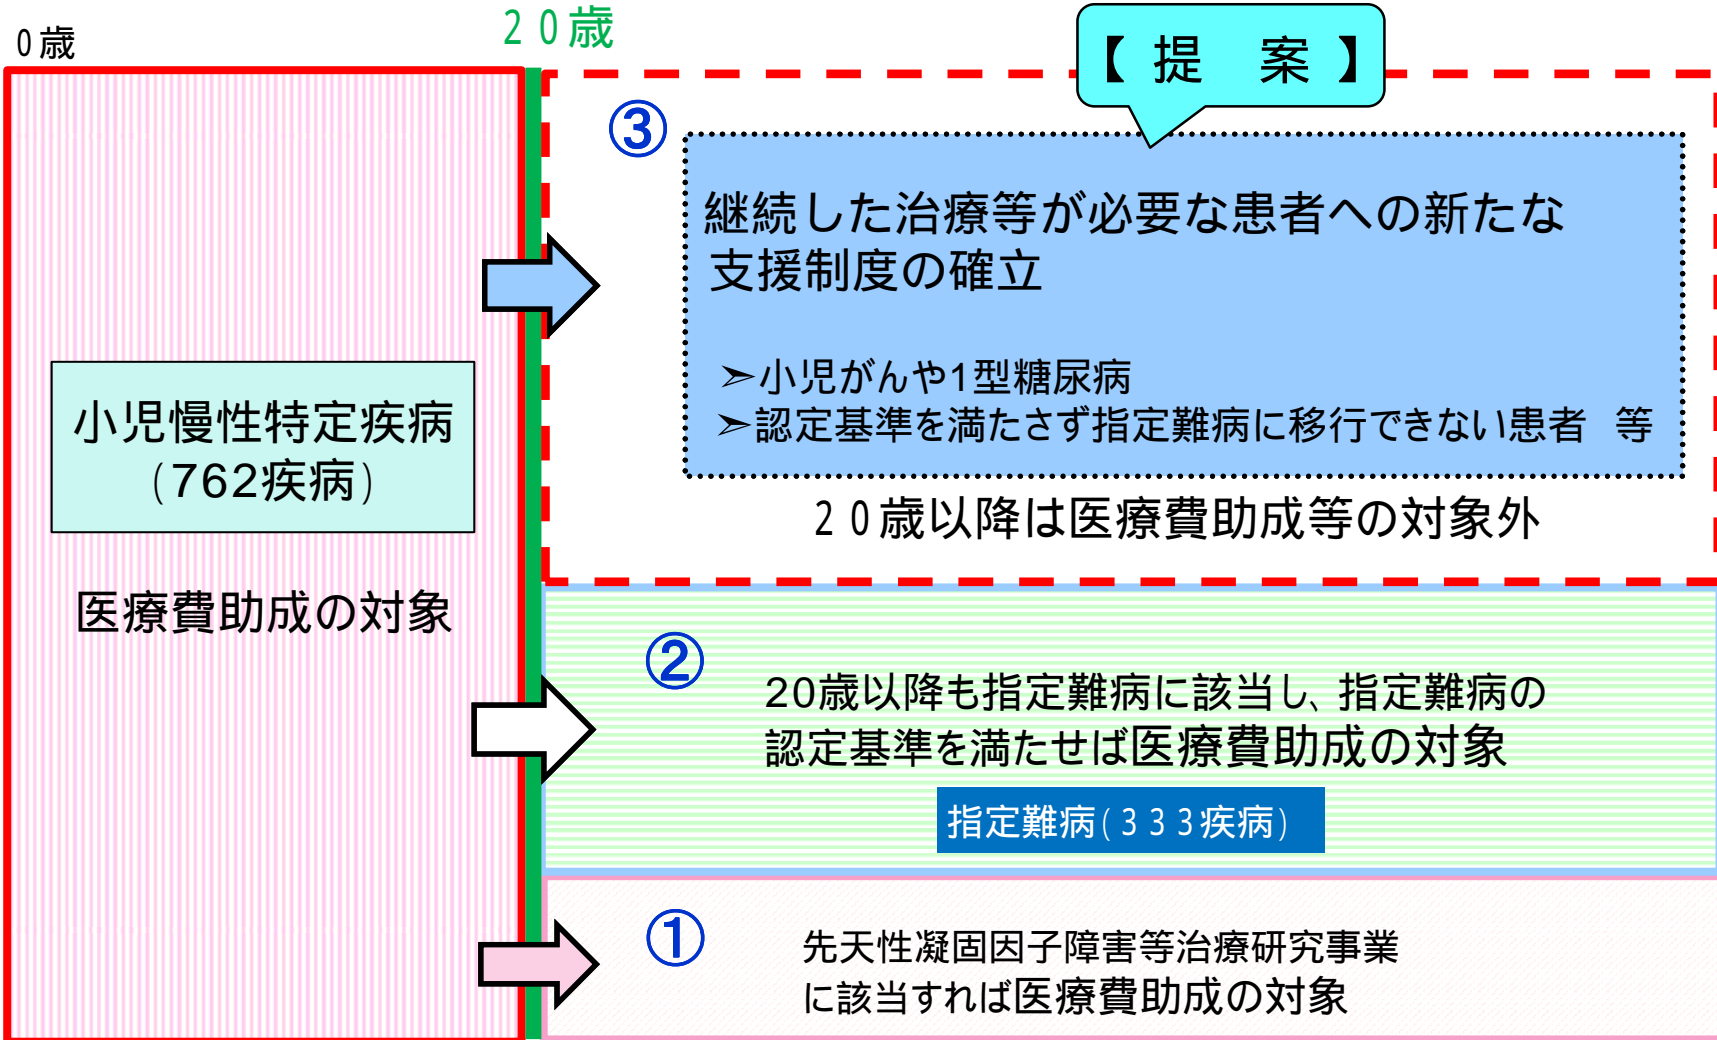 0歳
20歳
【提 案】
③
継続した治療等が必要な患者への新たな
支援制度の確立
➣小児がんや1型糖尿病
➣認定基準を満たさず指定難病に移行できない患者 等
20歳以降は医療費助成等の対象外
小児慢性特定疾病
(762疾病)
医療費助成の対象
②
20歳以降も指定難病に該当し、指定難病の
認定基準を満たせば医療費助成の対象
指定難病(333疾病)
①
先天性凝固因子障害等治療研究事業
に該当すれば医療費助成の対象